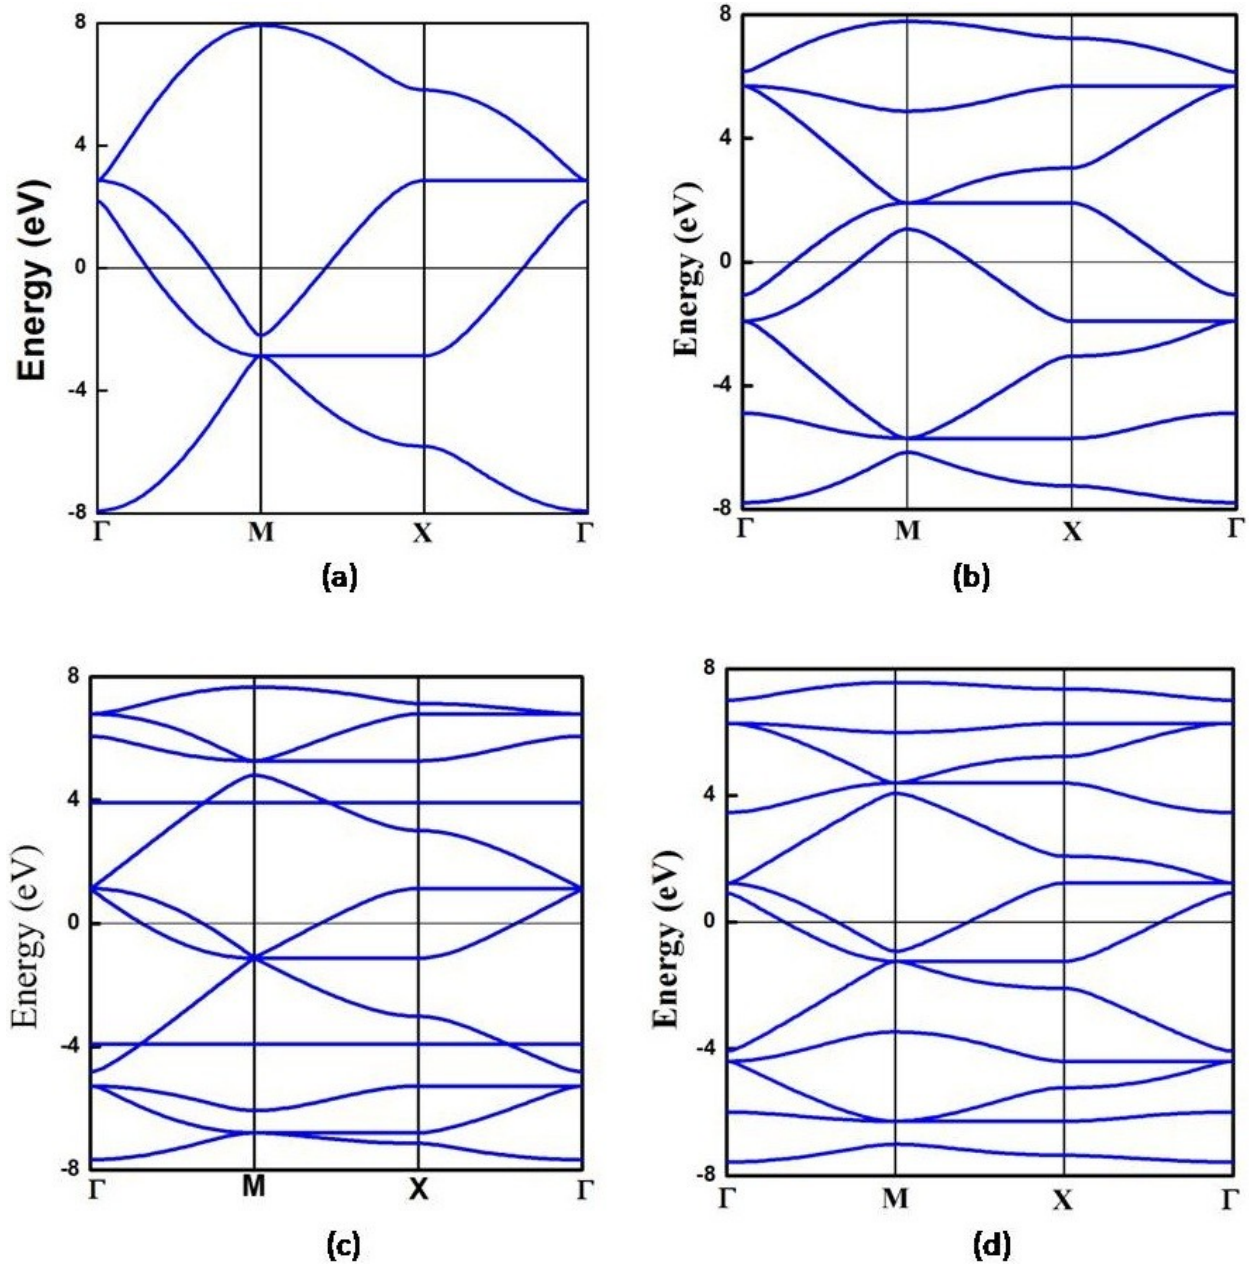 8
4
0
-4
-8
Energy (eV)
Γ M X Γ
(a)
8
4
0
-4
-8
Energy (eV)
Γ M X Γ
(b)
8
4
0
-4
-8
Energy (eV)
Γ M X Γ
(c)
8
4
0
-4
-8
Energy (eV)
Γ M X Γ
(d)